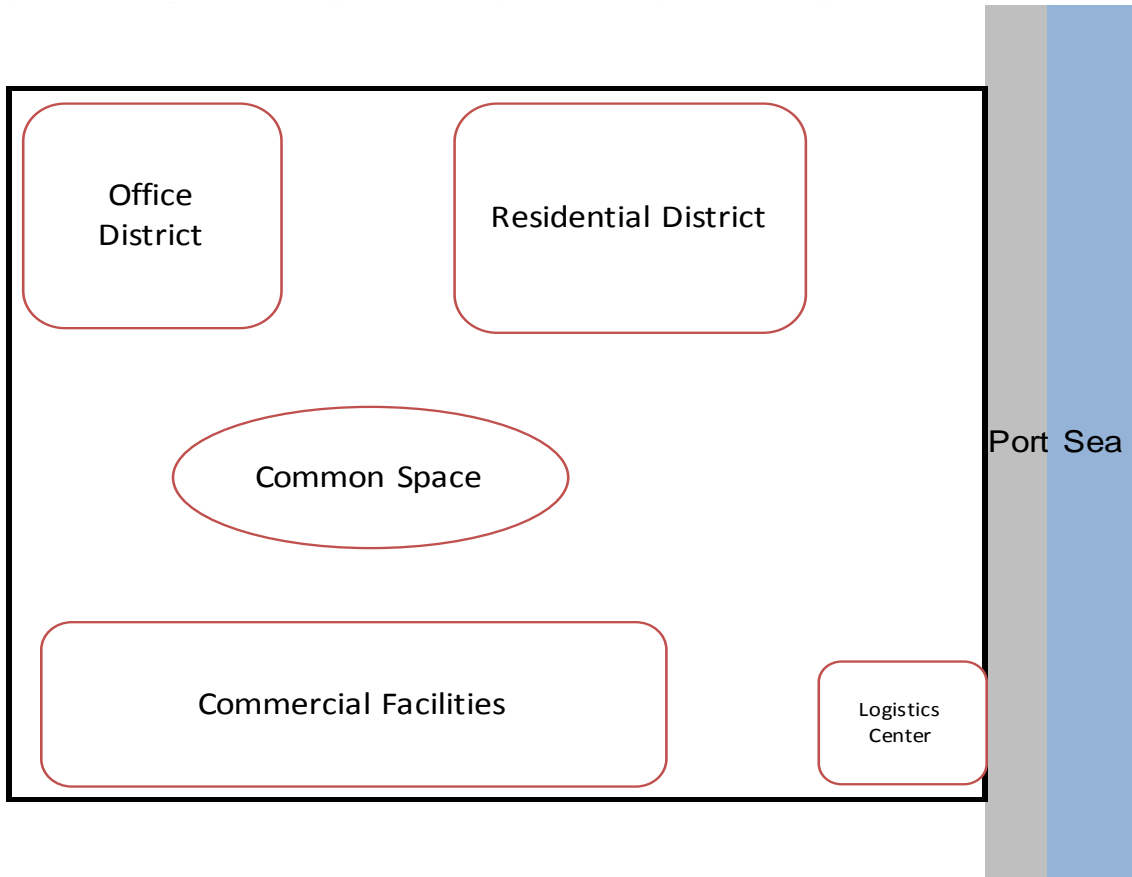 Office
District
Residential District
Common Space
Port Sea
Commercial Facilities
Logistics
Center